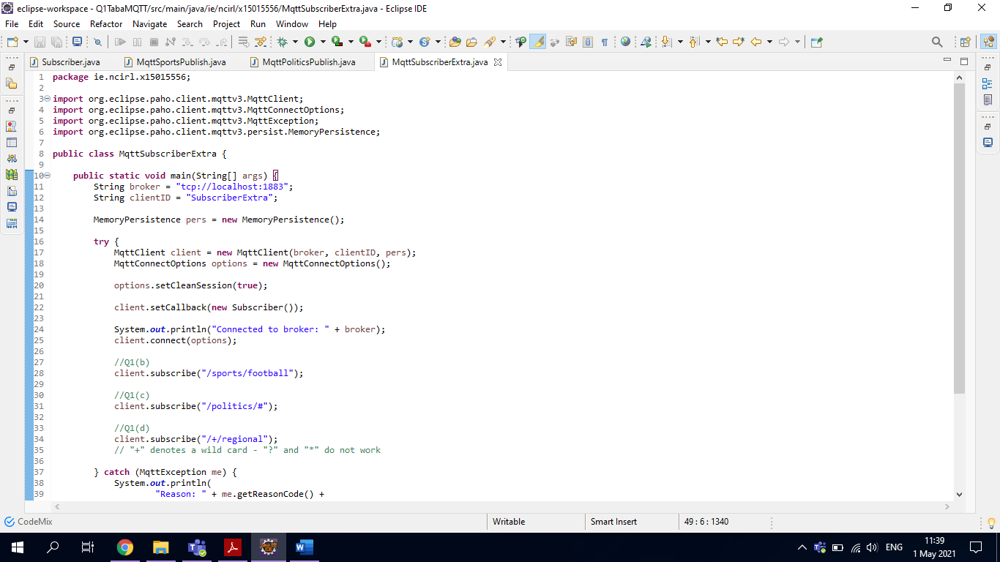 eclipse-workspace - Q1TabaMQTT/src/main/java/ie/ncirl/x15015556/MqttSubscriberExtra.java - Eclipse IDE
File Edit Source Refactor Navigate Search Project Run Window Help
Subscriber.java MqttSportsPublish.java MqttPoliticsPublish.java MqttSubscriberExtra.java
1 package ie.ncirl.x15015556;
2
3 import org.eclipse.paho.client.mqttv3.MqttClient;
4 import org.eclipse.paho.client.mqttv3.MqttConnectOptions;
5 import org.eclipse.paho.client.mqttv3.MqttException;
6 import org.eclipse.paho.client.mqttv3.persist.MemoryPersistence;
7
8 public class MqttSubscriberExtra {
9
10     public static void main(String[] args) {
11         String broker = "tcp://localhost:1883";
12         String clientID = "SubscriberExtra";
13
14         MemoryPersistence pers = new MemoryPersistence();
15
16         try {
17             MqttClient client = new MqttClient(broker, clientID, pers);
18             MqttConnectOptions options = new MqttConnectOptions();
19
20             options.setCleanSession(true);
21
22             client.setCallback(new Subscriber());
23
24             System.out.println("Connected to broker: " + broker);
25             client.connect(options);
26
27             //Q1(b)
28             client.subscribe("/sports/football");
29
30             //Q1(c)
31             client.subscribe("/politics/#");
32
33             //Q1(d)
34             client.subscribe("/+/regional");
35             // "+" denotes a wild card - "?" and "*" do not work
36
37         } catch (MqttException me) {
38             System.out.println(
39                     "Reason: " + me.getReasonCode() +
CodeMix Writable Smart Insert 49 : 6 : 1340
ENG 11:39
1 May 2021